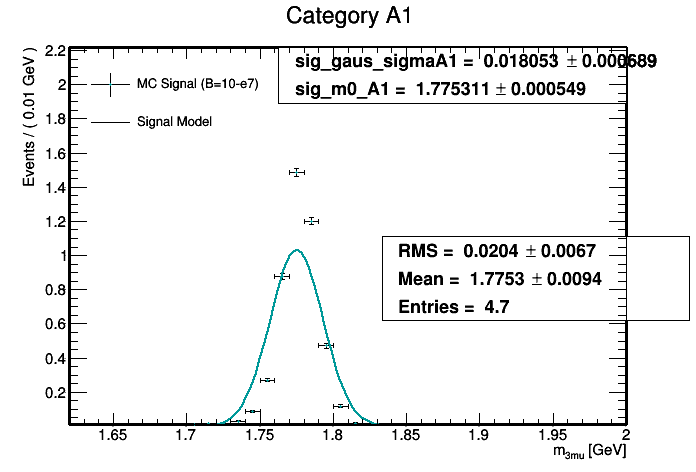 Category A1
Events / ( 0.01 GeV )
2.2
2
1.8
1.6
1.4
1.2
1
0.8
0.6
0.4
0.2
MC Signal (B=10-e7)
Signal Model
sig_gaus_sigmaA1 = 0.018053 ± 0.000689
sig_m0_A1 = 1.775311 ± 0.000549
RMS = 0.0204 ± 0.0067
Mean = 1.7753 ± 0.0094
Entries = 4.7
1.65 1.7 1.75 1.8 1.85 1.9 1.95 2
m3mu [GeV]